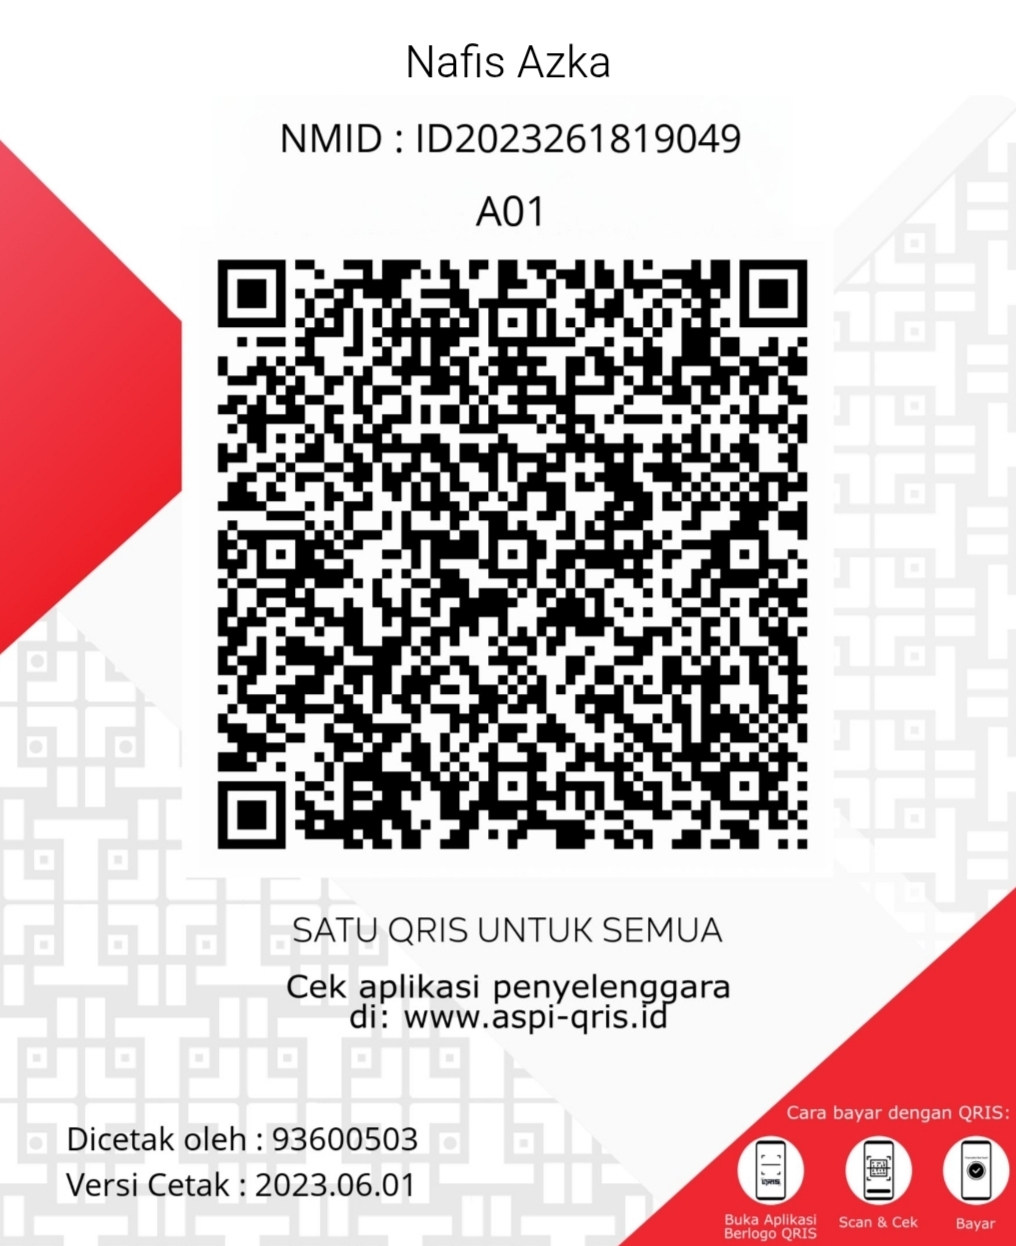 Nafis Azka
NMID : ID2023261819049
A01
SATU QRIS UNTUK SEMUA
Cek aplikasi penyelenggara
di: www.aspi-qris.id
Dicetak oleh : 93600503
Versi Cetak : 2023.06.01
Cara bayar dengan QRIS:
QRIS
Buka Aplikasi
Berlogo QRIS
Scan & Cek
Bayar